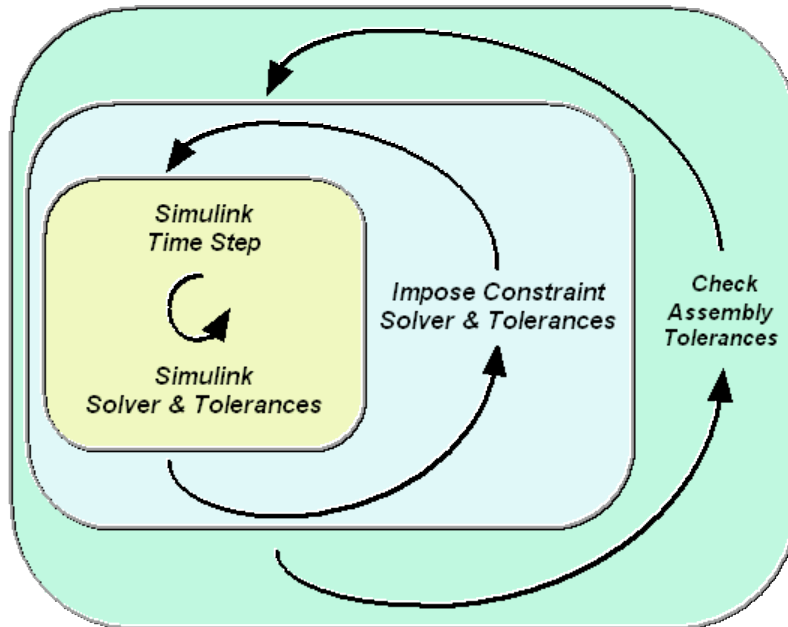 Simulink
Time Step
Simulink
Solver & Tolerances
Impose Constraint
Solver & Tolerances
Check
Assembly
Tolerances